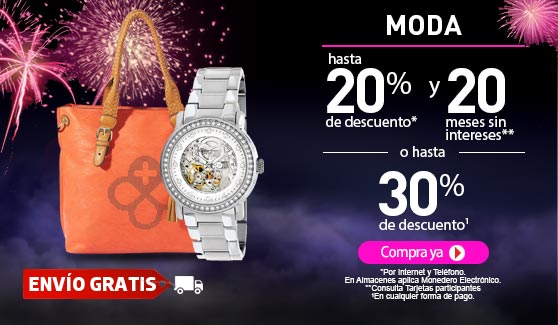 MODA
hasta
20% y 20
de descuento* meses sin
intereses**
o hasta
30%
de descuento¹
Compra ya
ENVÍO GRATIS
*Por Internet y Teléfono.
En Almacenes aplica Monedero Electrónico.
**Consulta Tarjetas participantes
¹En cualquier forma de pago.